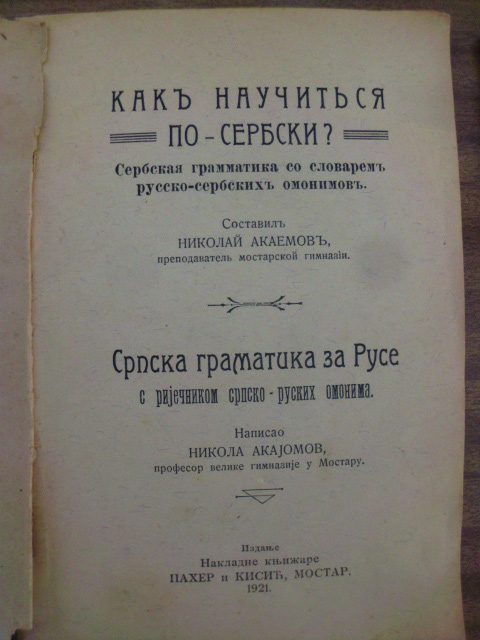 КАКЪ НАУЧИТЬСЯ
ПО-СЕРБСКИ?
Сербская грамматика со словаремъ
русско-сербскихъ омонимовъ.
Составилъ
НИКОЛАЙ АКАЕМОВЪ,
преподаватель мостарской гимназіи.
Српска граматика за Русе
с ријечником српско-руских омонима.
Написао
НИКОЛА АКАЈОМОВ,
професор велике гимназије у Мостару.
Издање
Накладне књижаре
ПАХЕР и КИСИЋ, МОСТАР.
1921.